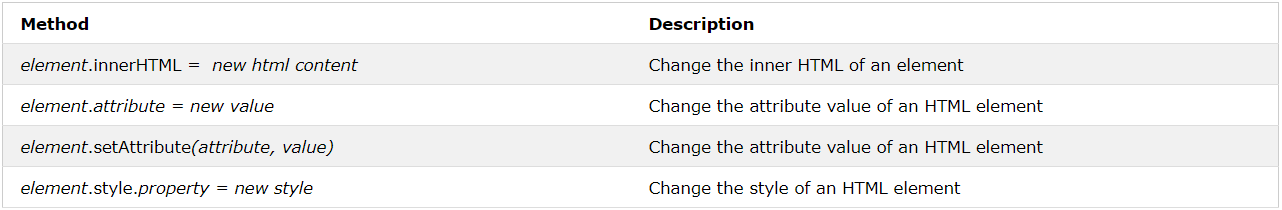 Method Description
element.innerHTML =  new html content Change the inner HTML of an element
element.attribute = new value Change the attribute value of an HTML element
element.setAttribute(attribute, value) Change the attribute value of an HTML element
element.style.property = new style Change the style of an HTML element